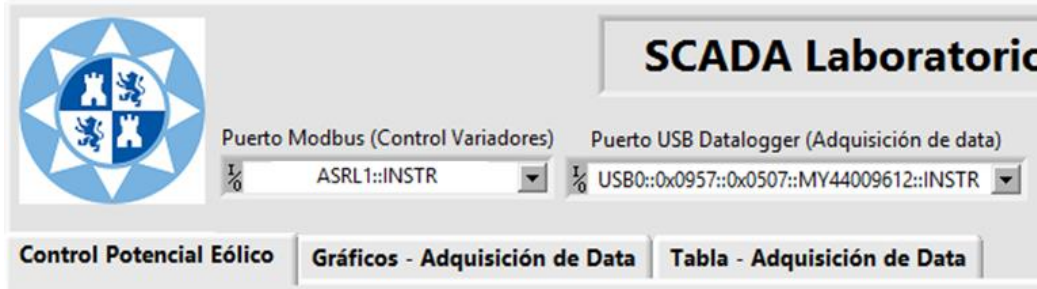 SCADA Laboratorio
Puerto Modbus (Control Variadores)
Puerto USB Datalogger (Adquisición de data)
I/O ASRL1::INSTR
I/O USB0::0x0957::0x0507::MY44009612::INSTR
Control Potencial Eólico
Gráficos - Adquisición de Data
Tabla - Adquisición de Data